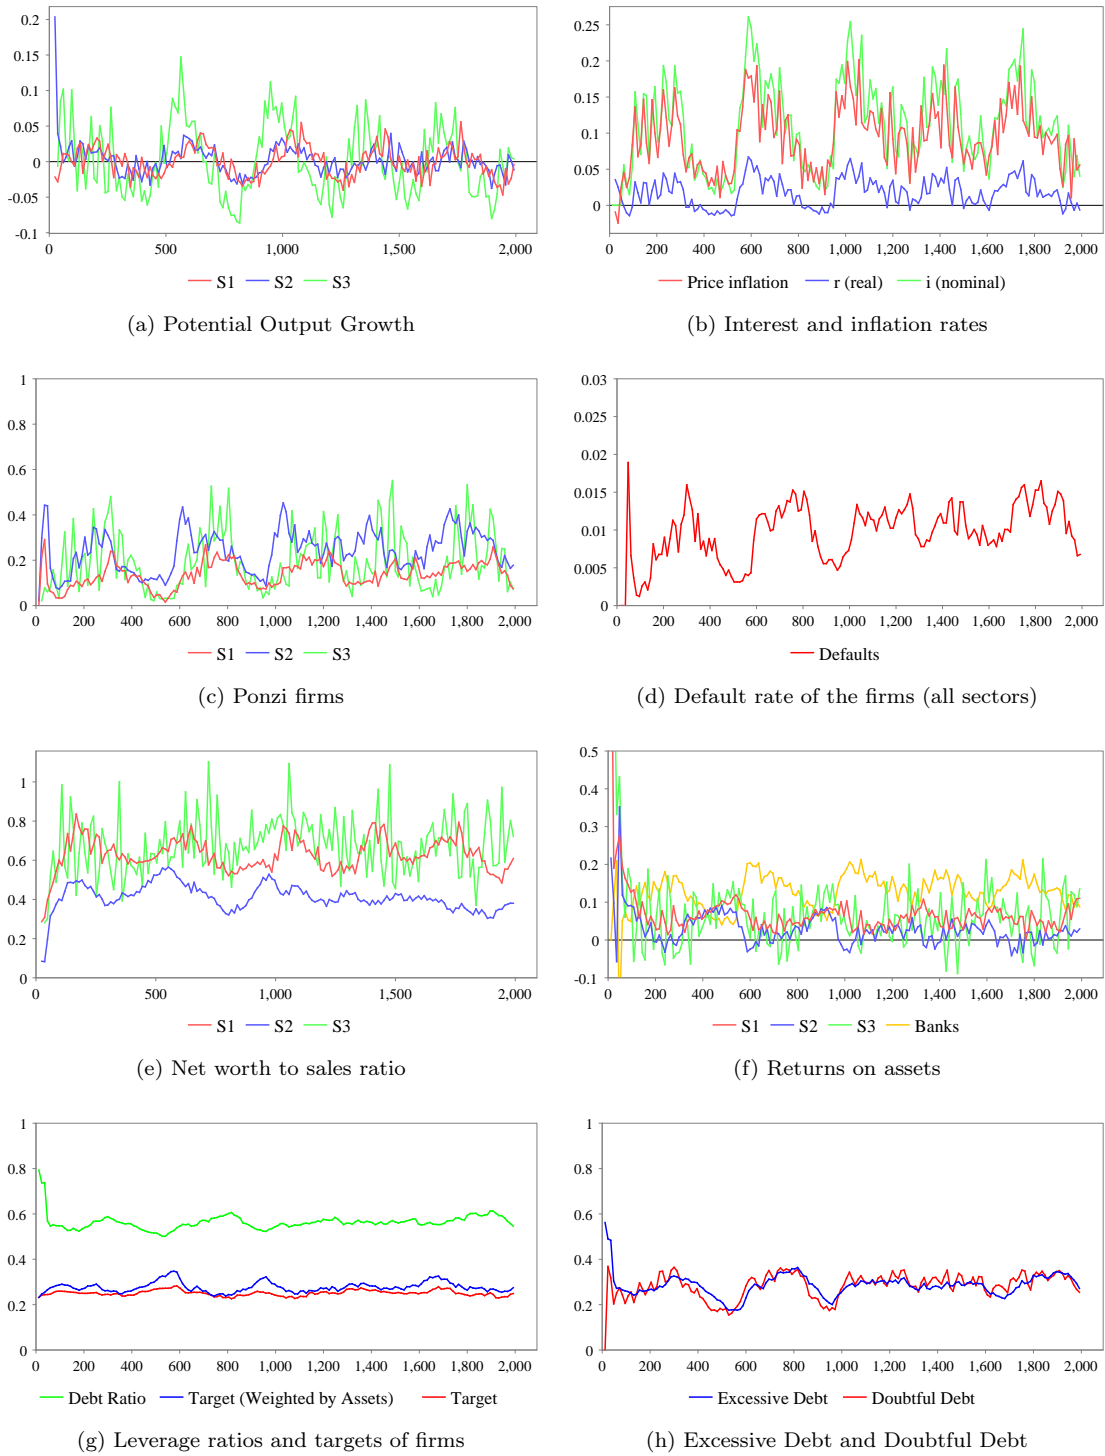 0.2
0.15
0.1
0.05
0
-0.05
-0.1
0 500 1,000 1,500 2,000
S1 S2 S3
(a) Potential Output Growth
0.25
0.2
0.15
0.1
0.05
0
0 200 400 600 800 1,000 1,200 1,400 1,600 1,800 2,000
Price inflation r (real) i (nominal)
(b) Interest and inflation rates
1
0.8
0.6
0.4
0.2
0
0 200 400 600 800 1,000 1,200 1,400 1,600 1,800 2,000
S1 S2 S3
(c) Ponzi firms
0.03
0.025
0.02
0.015
0.01
0.005
0
0 200 400 600 800 1,000 1,200 1,400 1,600 1,800 2,000
Defaults
(d) Default rate of the firms (all sectors)
1
0.8
0.6
0.4
0.2
0
0 500 1,000 1,500 2,000
S1 S2 S3
(e) Net worth to sales ratio
0.5
0.4
0.3
0.2
0.1
0
-0.1
0 200 400 600 800 1,000 1,200 1,400 1,600 1,800 2,000
S1 S2 S3 Banks
(f) Returns on assets
1
0.8
0.6
0.4
0.2
0
0 200 400 600 800 1,000 1,200 1,400 1,600 1,800 2,000
Debt Ratio Target (Weighted by Assets) Target
(g) Leverage ratios and targets of firms
1
0.8
0.6
0.4
0.2
0
0 200 400 600 800 1,000 1,200 1,400 1,600 1,800 2,000
Excessive Debt Doubtful Debt
(h) Excessive Debt and Doubtful Debt